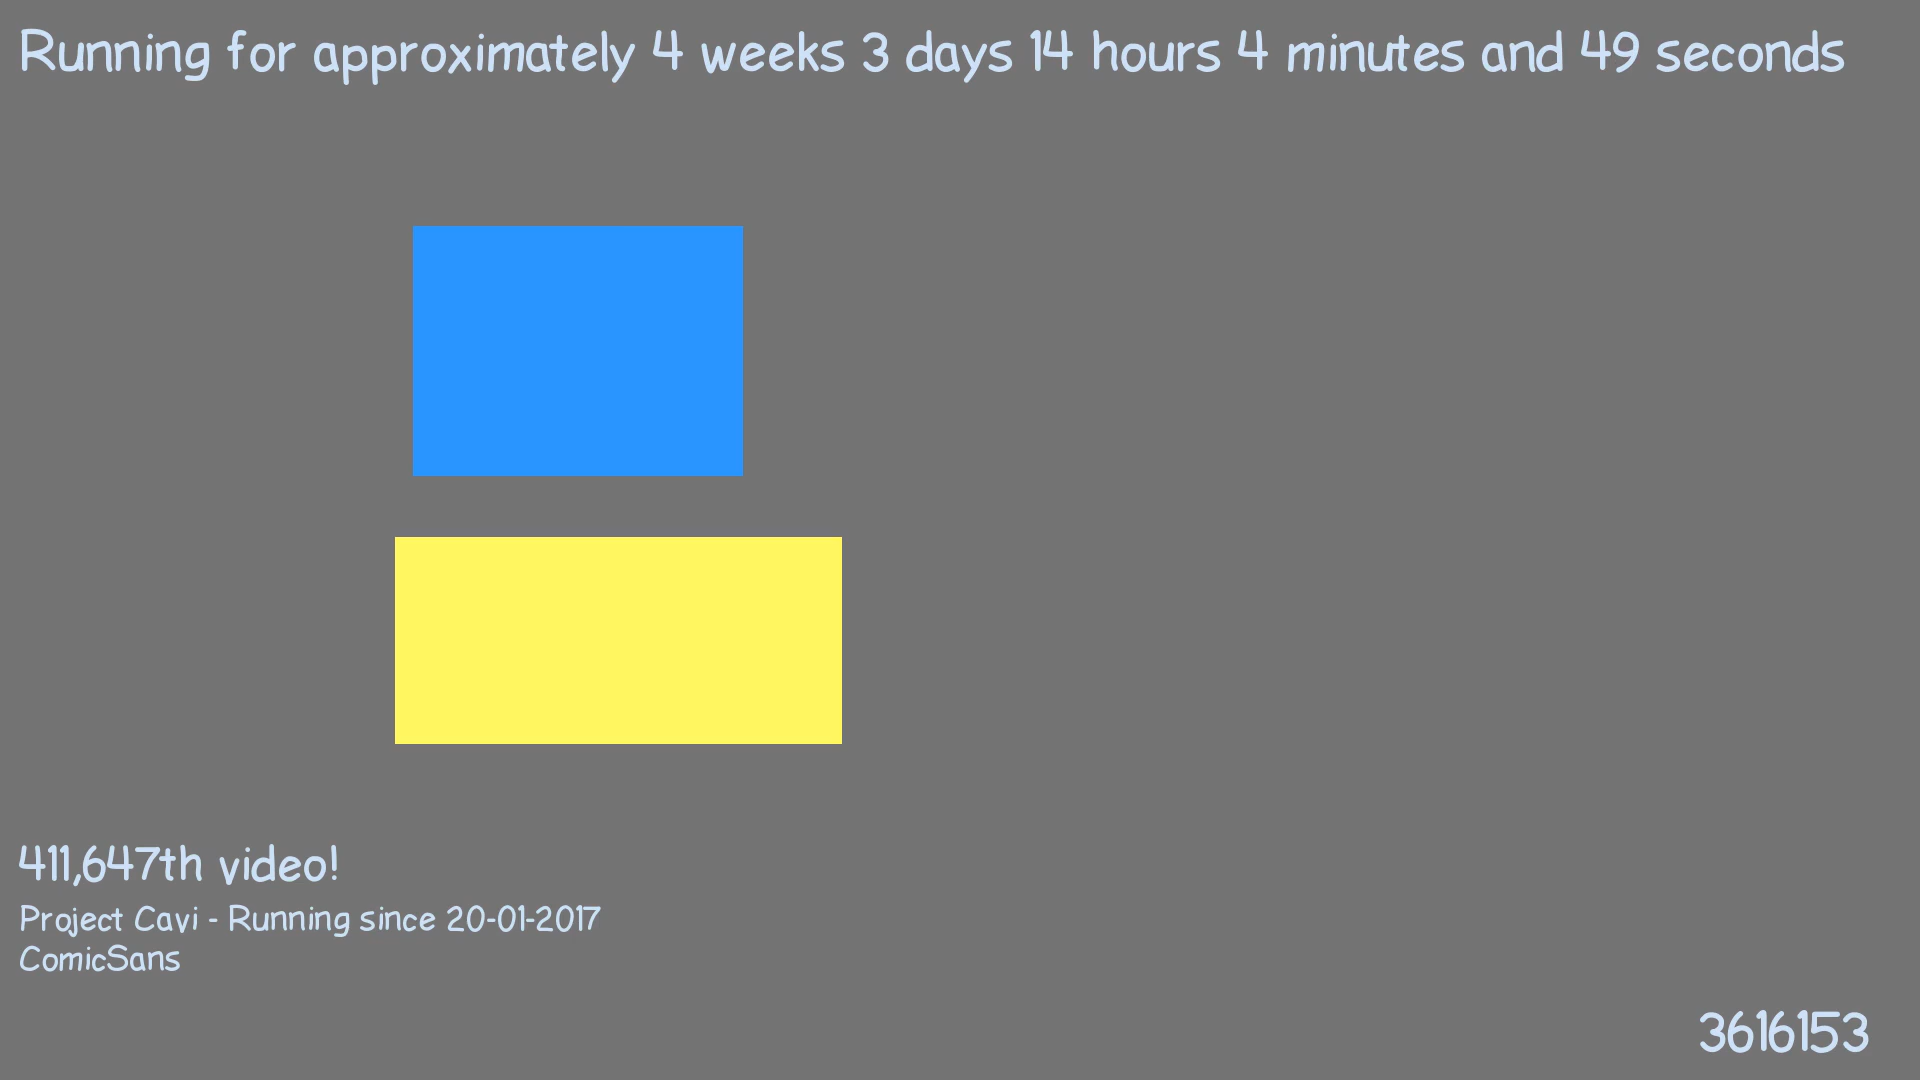 Running for approximately 4 weeks 3 days 14 hours 4 minutes and 49 seconds
411,647th video!
Project Cavi - Running since 20-01-2017
ComicSans
3616153